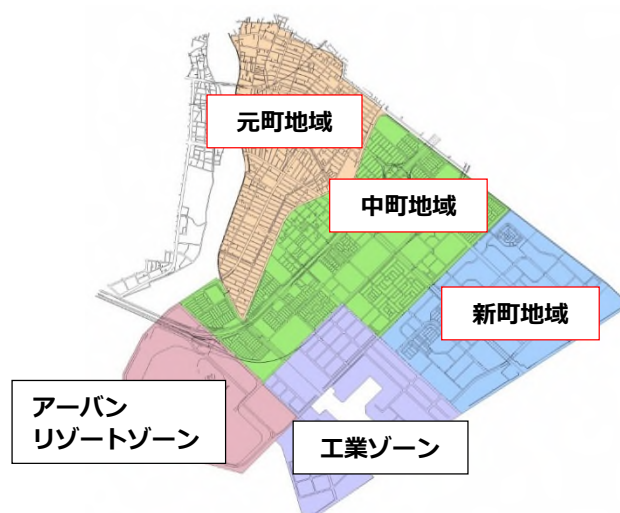 元町地域
中町地域
新町地域
アーバン
リゾートゾーン
工業ゾーン